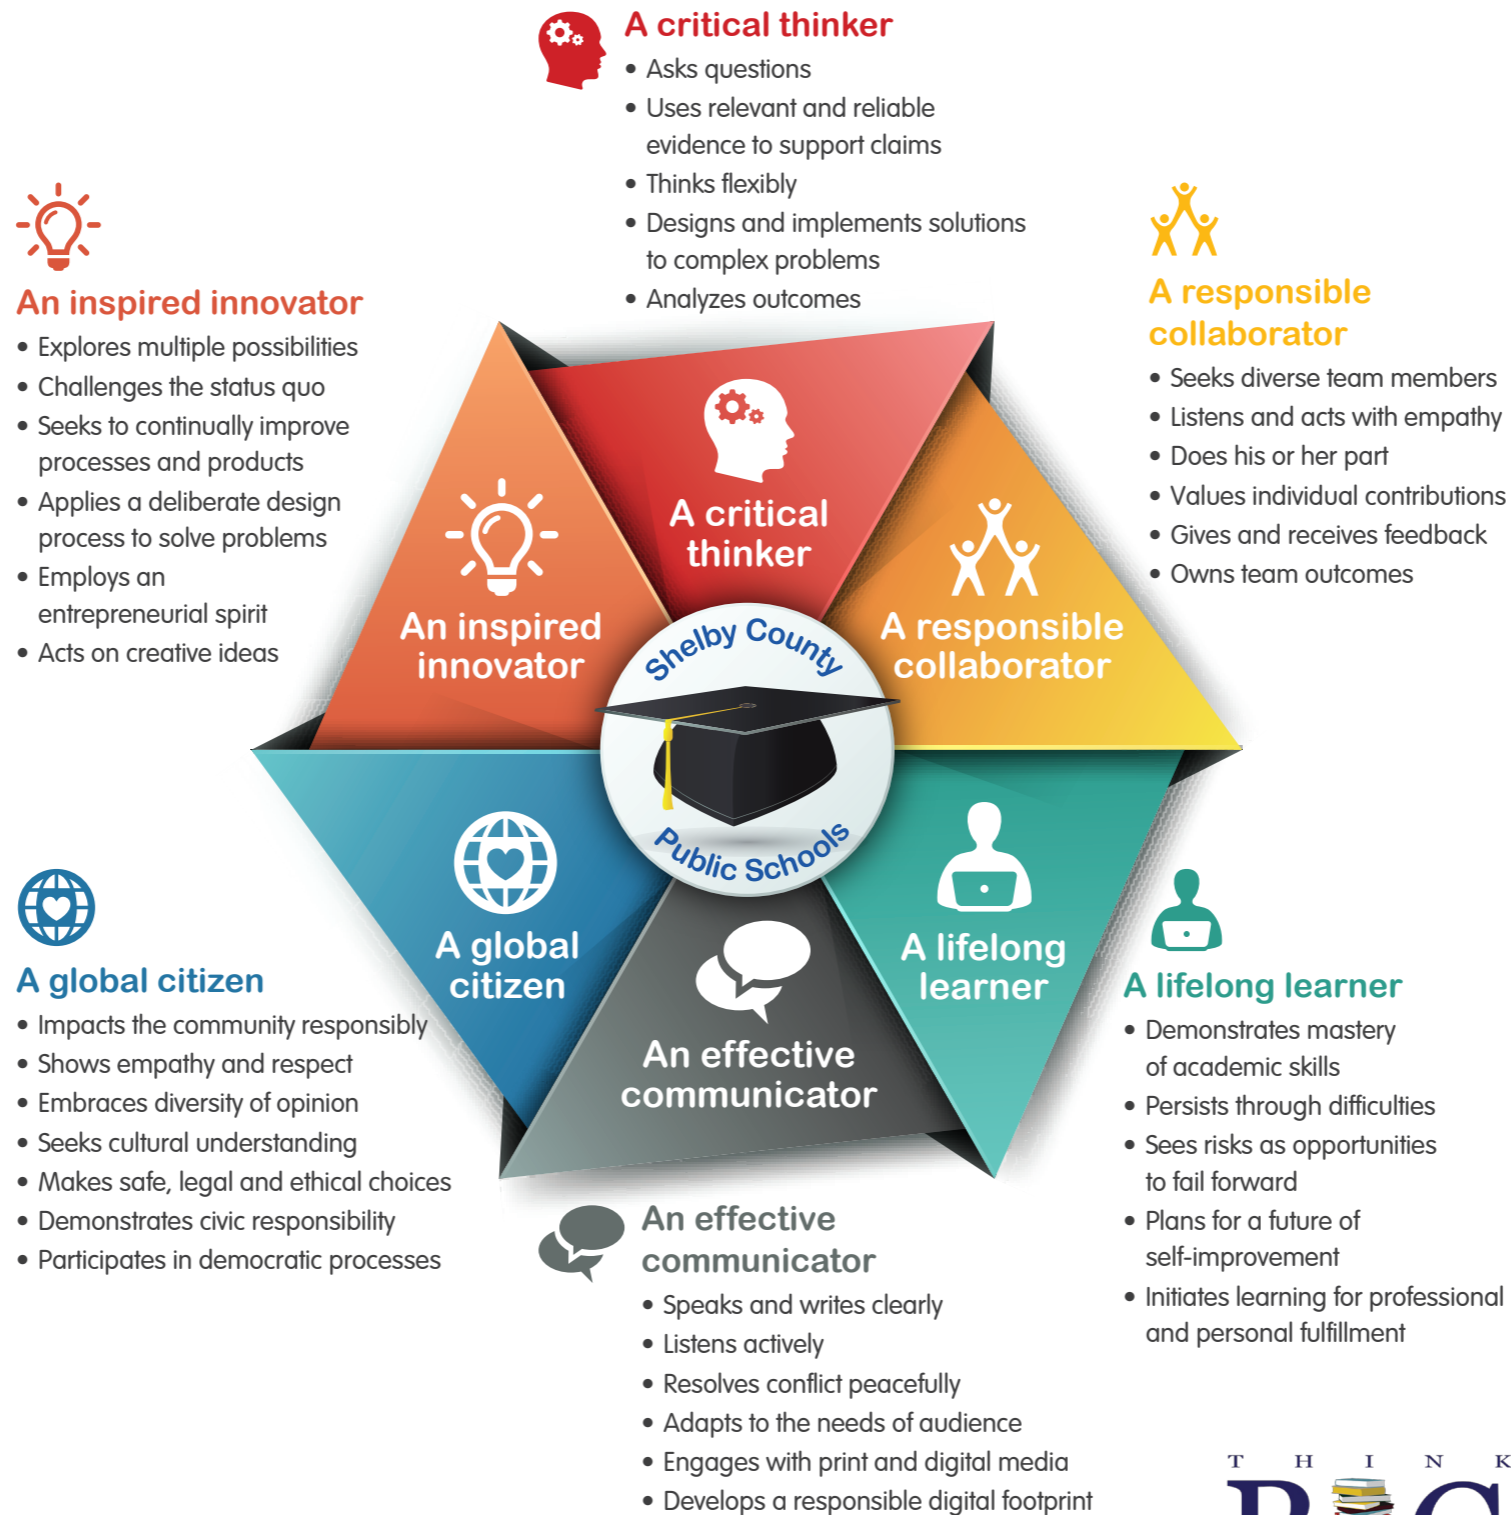 A critical thinker
• Asks questions
• Uses relevant and reliable
evidence to support claims
• Thinks flexibly
• Designs and implements solutions
to complex problems
• Analyzes outcomes
An inspired innovator
• Explores multiple possibilities
• Challenges the status quo
• Seeks to continually improve
processes and products
• Applies a deliberate design
process to solve problems
• Employs an
entrepreneurial spirit
• Acts on creative ideas
A responsible
collaborator
• Seeks diverse team members
• Listens and acts with empathy
• Does his or her part
• Values individual contributions
• Gives and receives feedback
• Owns team outcomes
A critical
thinker
An inspired
innovator
A responsible
collaborator
Shelby County
Public Schools
A global
citizen
A lifelong
learner
An effective
communicator
A global citizen
• Impacts the community responsibly
• Shows empathy and respect
• Embraces diversity of opinion
• Seeks cultural understanding
• Makes safe, legal and ethical choices
• Demonstrates civic responsibility
• Participates in democratic processes
A lifelong learner
• Demonstrates mastery
of academic skills
• Persists through difficulties
• Sees risks as opportunities
to fail forward
• Plans for a future of
self-improvement
• Initiates learning for professional
and personal fulfillment
An effective
communicator
• Speaks and writes clearly
• Listens actively
• Resolves conflict peacefully
• Adapts to the needs of audience
• Engages with print and digital media
• Develops a responsible digital footprint
THINK